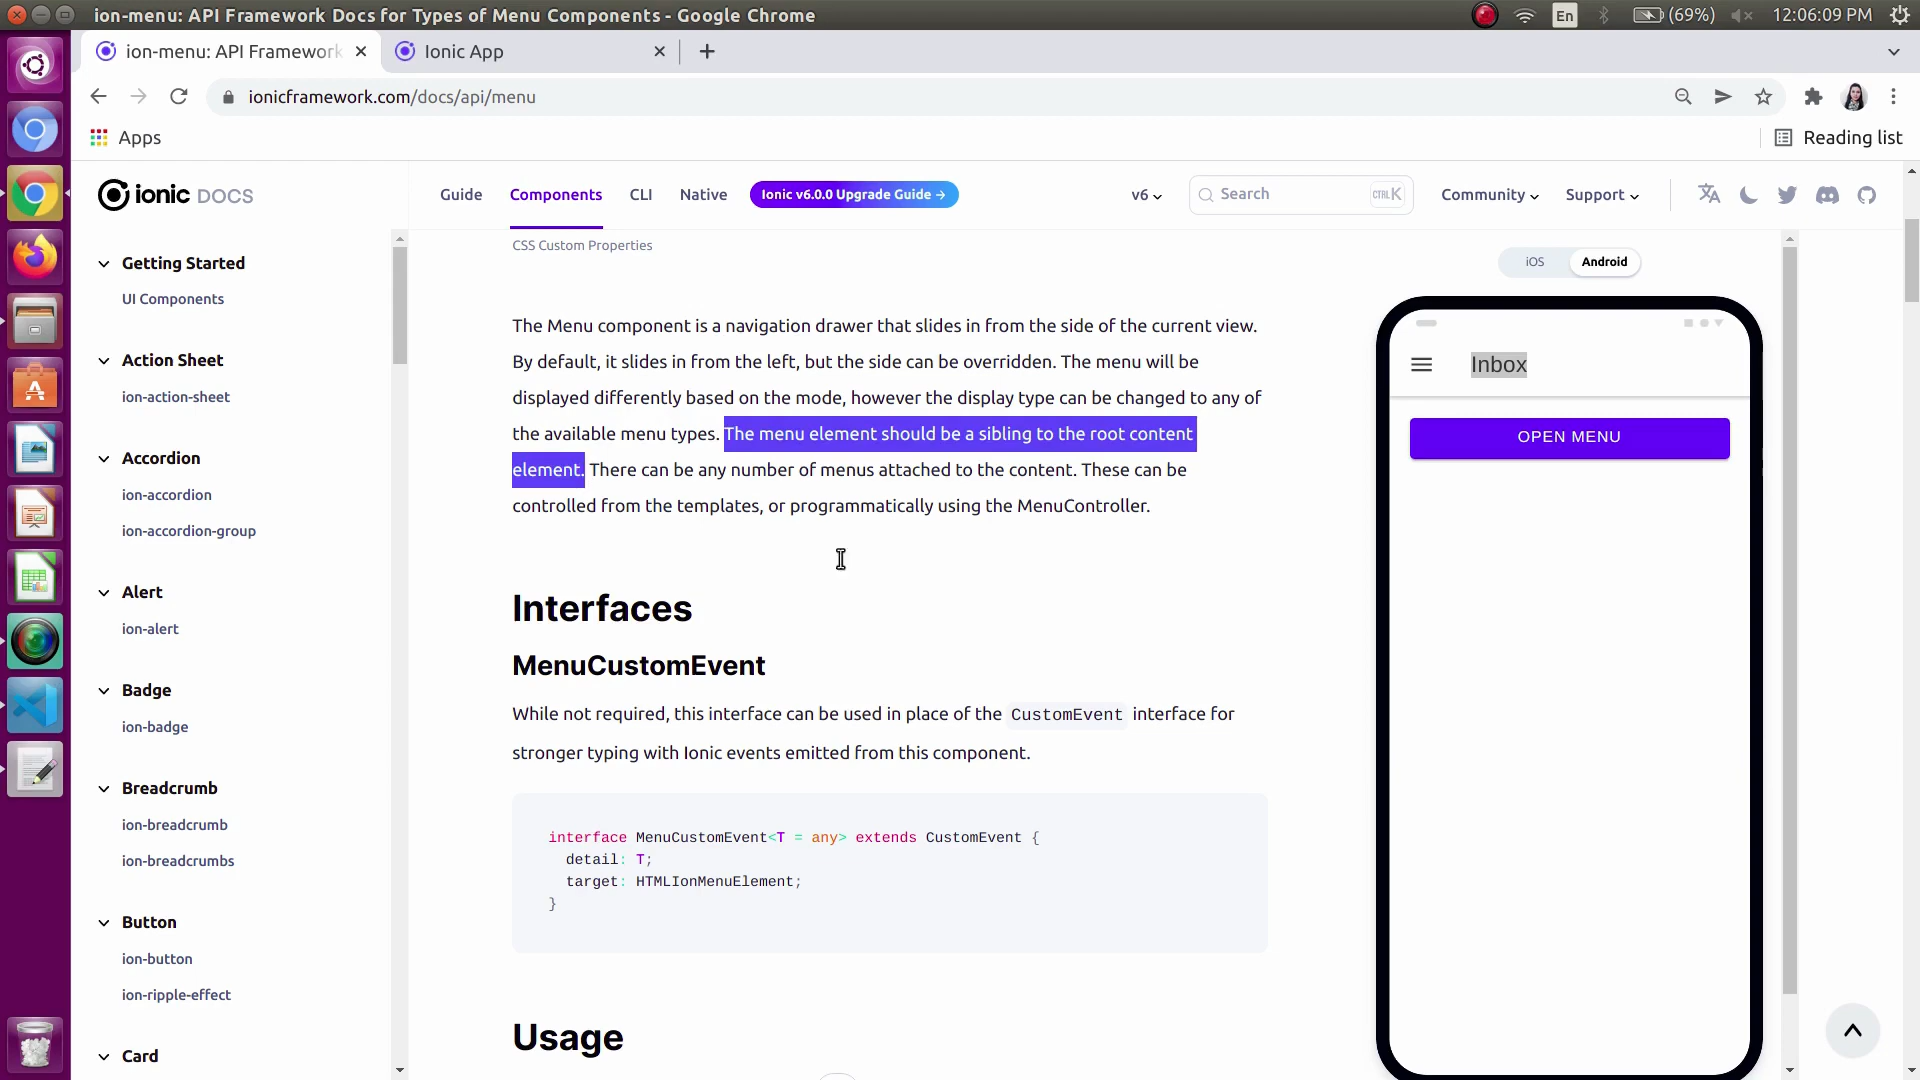 ion-menu: API Framework Docs for Types of Menu Components - Google Chrome
En
(69%)
12:06:09 PM
ion-menu: API Framework
Ionic App
ionicframework.com/docs/api/menu
Apps
Reading list
ionic DOCS
Guide
Components
CLI
Native
Ionic v6.0.0 Upgrade Guide →
v6
Search
CTRL K
Community
Support
Getting Started
UI Components
Action Sheet
ion-action-sheet
Accordion
ion-accordion
ion-accordion-group
Alert
ion-alert
Badge
ion-badge
Breadcrumb
ion-breadcrumb
ion-breadcrumbs
Button
ion-button
ion-ripple-effect
Card
CSS Custom Properties
The Menu component is a navigation drawer that slides in from the side of the current view.
By default, it slides in from the left, but the side can be overridden. The menu will be
displayed differently based on the mode, however the display type can be changed to any of
the available menu types. The menu element should be a sibling to the root content
element. There can be any number of menus attached to the content. These can be
controlled from the templates, or programmatically using the MenuController.
Interfaces
MenuCustomEvent
While not required, this interface can be used in place of the CustomEvent interface for
stronger typing with Ionic events emitted from this component.
interface MenuCustomEvent<T = any> extends CustomEvent {
detail: T;
target: HTMLIonMenuElement;
}
Usage
iOS
Android
Inbox
OPEN MENU